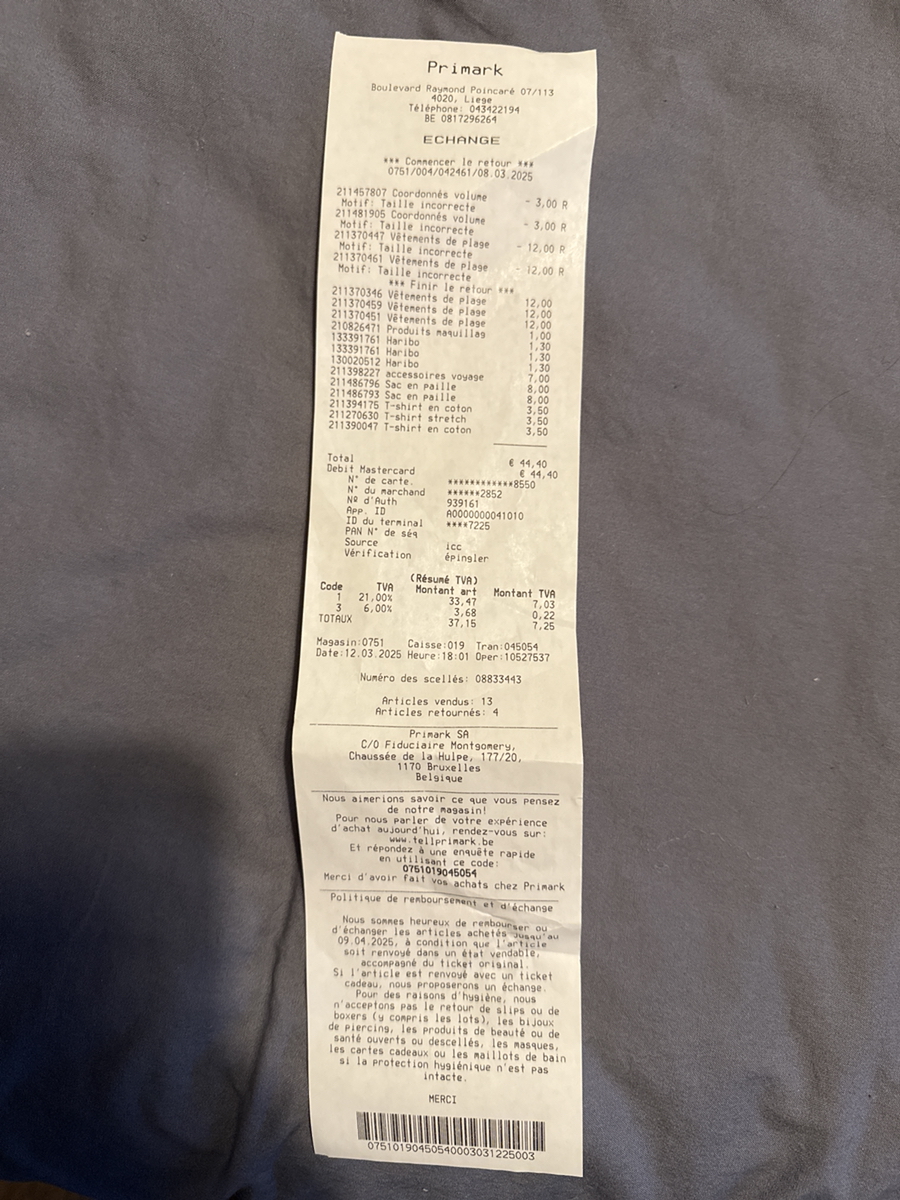 Primark
Boulevard Raymond Poincaré 07/113
4020, Liege
Téléphone: 043422194
BE 0817296264
ECHANGE
*** Commencer le retour ***
0751/004/042461/08.03.2025
211457807 Coordonnés volume - 3,00 R
Motif: Taille incorrecte
211481905 Coordonnés volume - 3,00 R
Motif: Taille incorrecte
211370447 Vêtements de plage - 12,00 R
Motif: Taille incorrecte
211370461 Vêtements de plage - 12,00 R
Motif: Taille incorrecte
*** Finir le retour ***
211370346 Vêtements de plage 12,00
211370459 Vêtements de plage 12,00
211370451 Vêtements de plage 12,00
210826471 Produits maquillag 1,00
133391761 Haribo 1,30
133391761 Haribo 1,30
130020512 Haribo 1,30
211398227 accessoires voyage 7,00
211486796 Sac en paille 8,00
211486793 Sac en paille 8,00
211394175 T-shirt en coton 3,50
211270630 T-shirt stretch 3,50
211390047 T-shirt en coton 3,50
Total € 44,40
Debit Mastercard € 44,40
N° de carte. ************8550
N° du marchand ******2852
Nº d'Auth 939161
App. ID A0000000041010
ID du terminal ****7225
PAN N° de séq
Source icc
Vérification épingler
(Résumé TVA)
Code TVA Montant art Montant TVA
1 21,00% 33,47 7,03
3 6,00% 3,68 0,22
TOTAUX 37,15 7,25
Magasin:0751 Caisse:019 Tran:045054
Date:12.03.2025 Heure:18:01 Oper:10527537
Numéro des scellés: 08833443
Articles vendus: 13
Articles retournés: 4
Primark SA
C/O Fiduciaire Montgomery,
Chaussée de la Hulpe, 177/20,
1170 Bruxelles
Belgique
Nous aimerions savoir ce que vous pensez
de notre magasin!
Pour nous parler de votre expérience
d'achat aujourd'hui, rendez-vous sur:
www.tellprimark.be
Et répondez à une enquête rapide
en utilisant ce code:
0751019045054
Merci d'avoir fait vos achats chez Primark
Politique de remboursement et d'échange
Nous sommes heureux de rembourser ou
d'échanger les articles achetés jusqu'au
09.04.2025, à condition que l'article
soit renvoyé dans un état vendable,
accompagné du ticket original.
Si l'article est renvoyé avec un ticket
cadeau, nous proposerons un échange.
Pour des raisons d'hygiène, nous
n'acceptons pas le retour de slips ou de
boxers (y compris les lots), les bijoux
de piercing, les produits de beauté ou de
santé ouverts ou descellés, les masques,
les cartes cadeaux ou les maillots de bain
si la protection hygiénique n'est pas
intacte.
MERCI
07510190450540003031225003